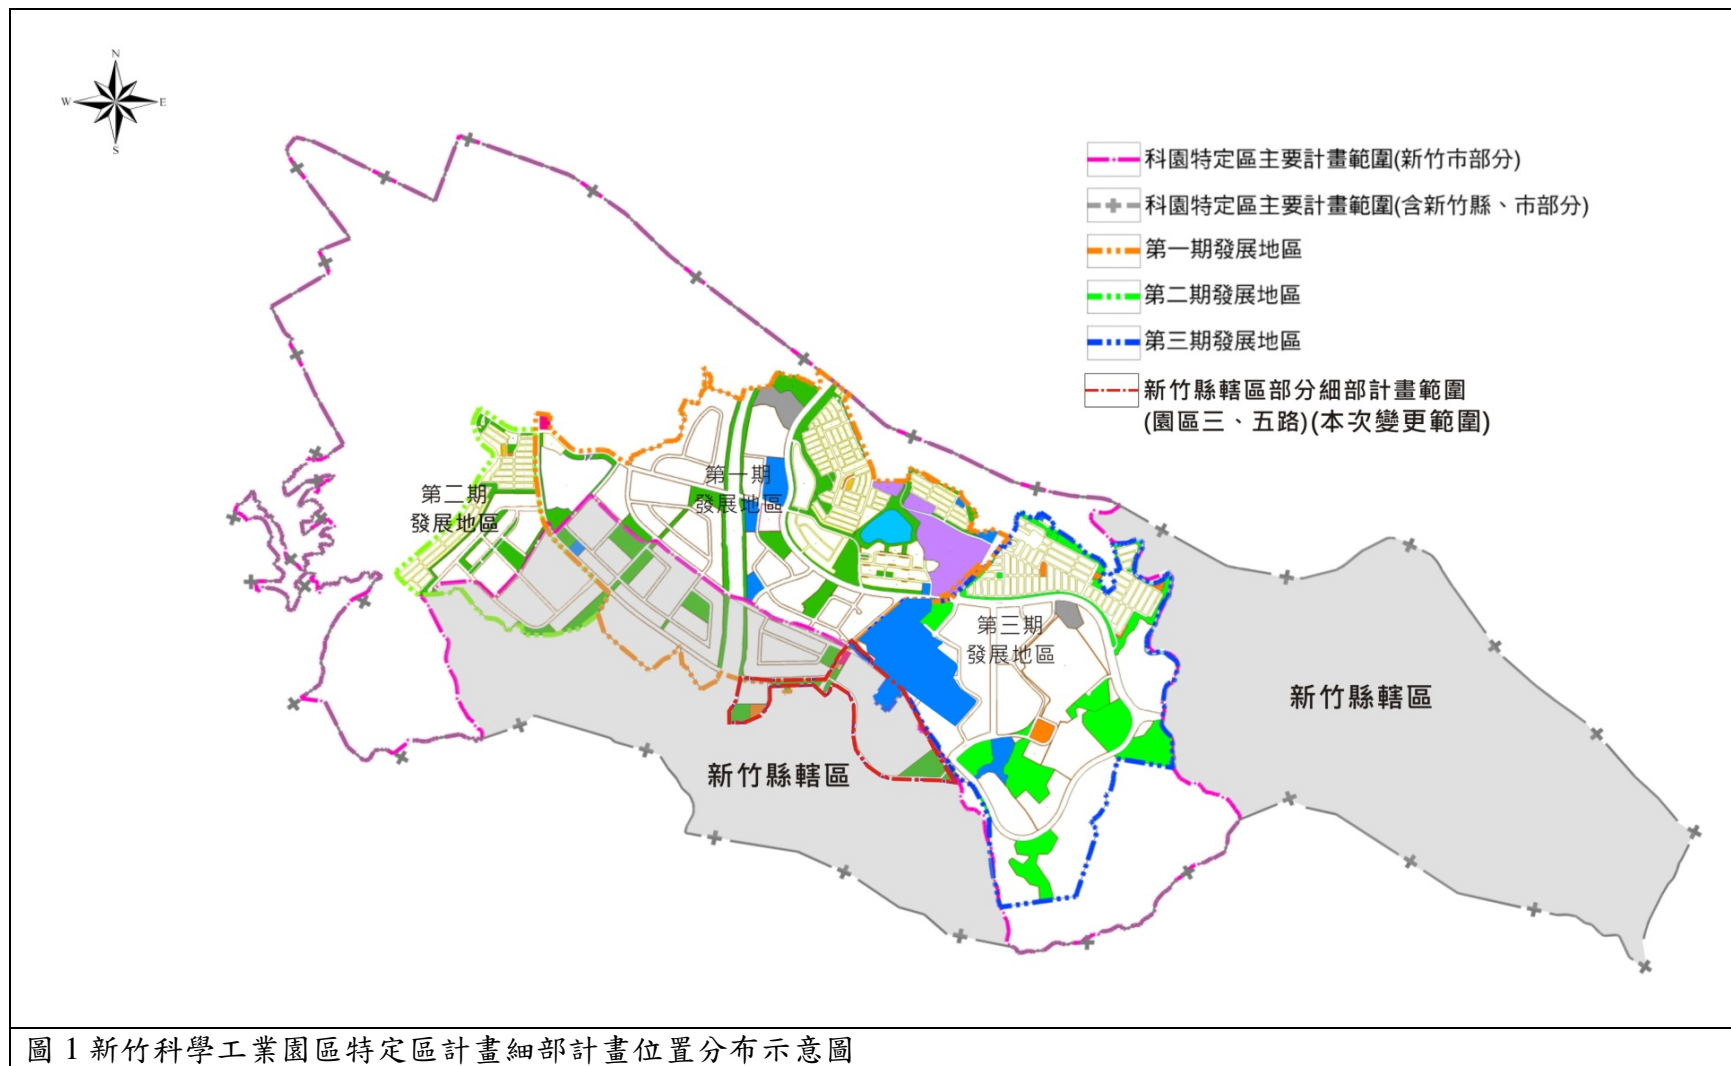 N
W
E
S
科園特定區主要計畫範圍(新竹市部分)
科園特定區主要計畫範圍(含新竹縣、市部分)
第一期發展地區
第二期發展地區
第三期發展地區
新竹縣轄區部分細部計畫範圍
(園區三、五路)(本次變更範圍)
第一期
發展地區
第二期
發展地區
第三期
發展地區
新竹縣轄區
新竹縣轄區
圖 1 新竹科學工業園區特定區計畫細部計畫位置分布示意圖